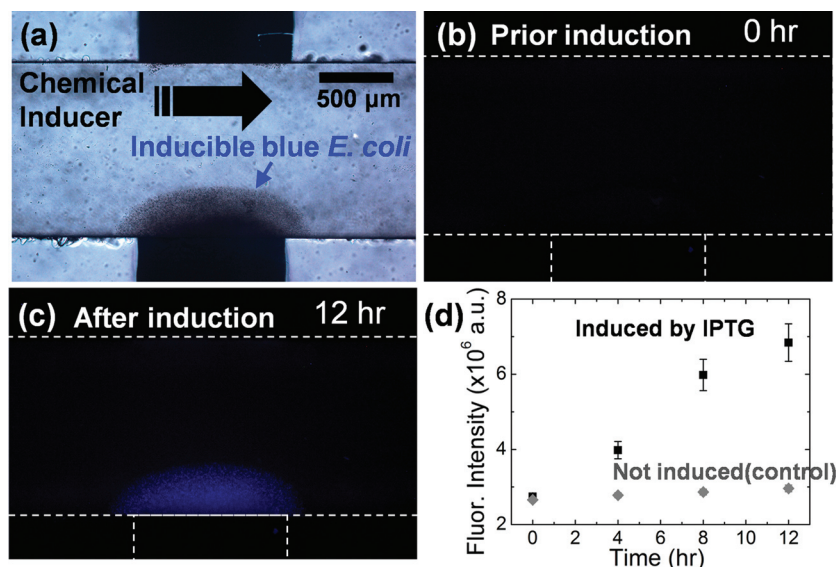 (a)
Chemical
Inducer
500 µm
Inducible blue E. coli
(b) Prior induction 0 hr
(c) After induction 12 hr
(d)
Induced by IPTG
Not induced(control)
Fluor. Intensity (x10⁶ a.u.)
8
6
4
2
0 2 4 6 8 10 12
Time (hr)